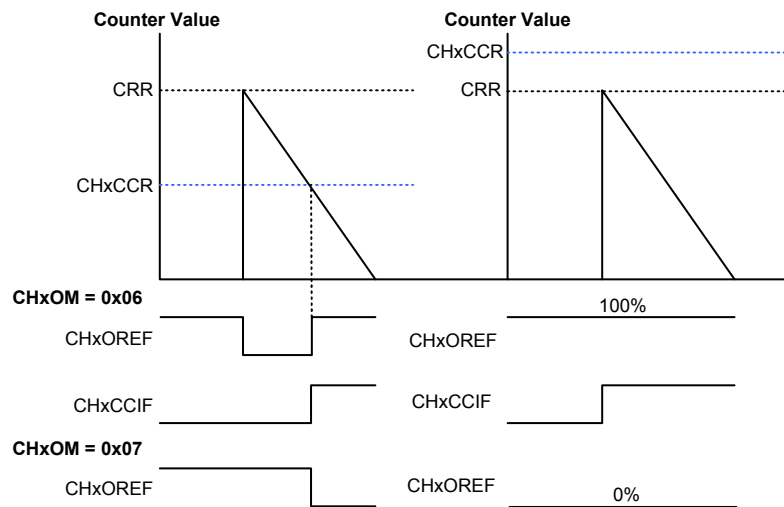 Counter Value
CRR
CHxCCR
Counter Value
CHxCCR
CRR
CHxOM = 0x06
CHxOREF
CHxCCIF
CHxOM = 0x07
CHxOREF
100%
CHxOREF
CHxCCIF
CHxOREF
0%